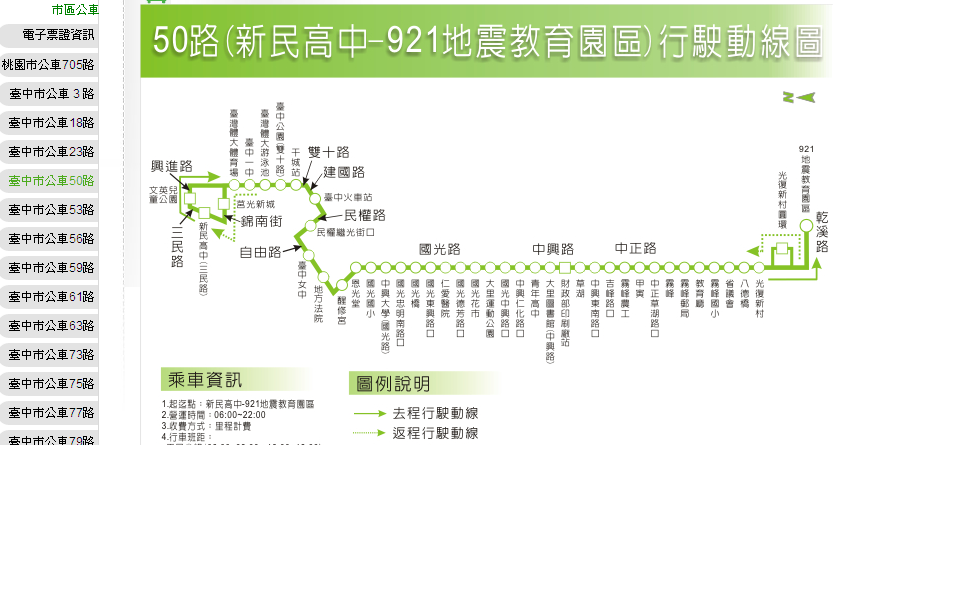 市區公車
電子票證資訊
桃園市公車705路
臺中市公車 3 路
臺中市公車18路
臺中市公車23路
臺中市公車50路
臺中市公車53路
臺中市公車56路
臺中市公車59路
臺中市公車61路
臺中市公車63路
臺中市公車73路
臺中市公車75路
臺中市公車77路
臺中市公車79路
50路(新民高中-921地震教育園區)行駛動線圖
N
臺灣體大體育場
臺中一中
臺灣體大游泳池
臺中公園(雙十路)
干城站
雙十路
建國路
興進路
文英兒童公園
莒光新城
錦南街
三民路
新民高中(三民路)
臺中火車站
民權路
民權繼光街口
自由路
臺中女中
地方法院
醒修宮
國光路
中興路
中正路
恩光堂
國光國小
中興大學(國光路)
國光忠明南路口
國光橋
國光東興路口
仁愛醫院
國光德芳路口
國光花市
大里運動公園
國光中興路口
中興仁化路口
青年高中
大里圖書館(中興路)
財政部印刷廠站
草湖
中興東南路口
吉峰路口
霧峰農工
甲寅
中正草湖路口
霧峰
霧峰郵局
教育廳
霧峰國小
省議會
八德橋
光復新村
光復新村圓環
921地震教育園區
乾溪路
乘車資訊
1.起迄點：新民高中-921地震教育園區
2.營運時間：06:00~22:00
3.收費方式：里程計費
4.行車班距：
圖例說明
去程行駛動線
返程行駛動線